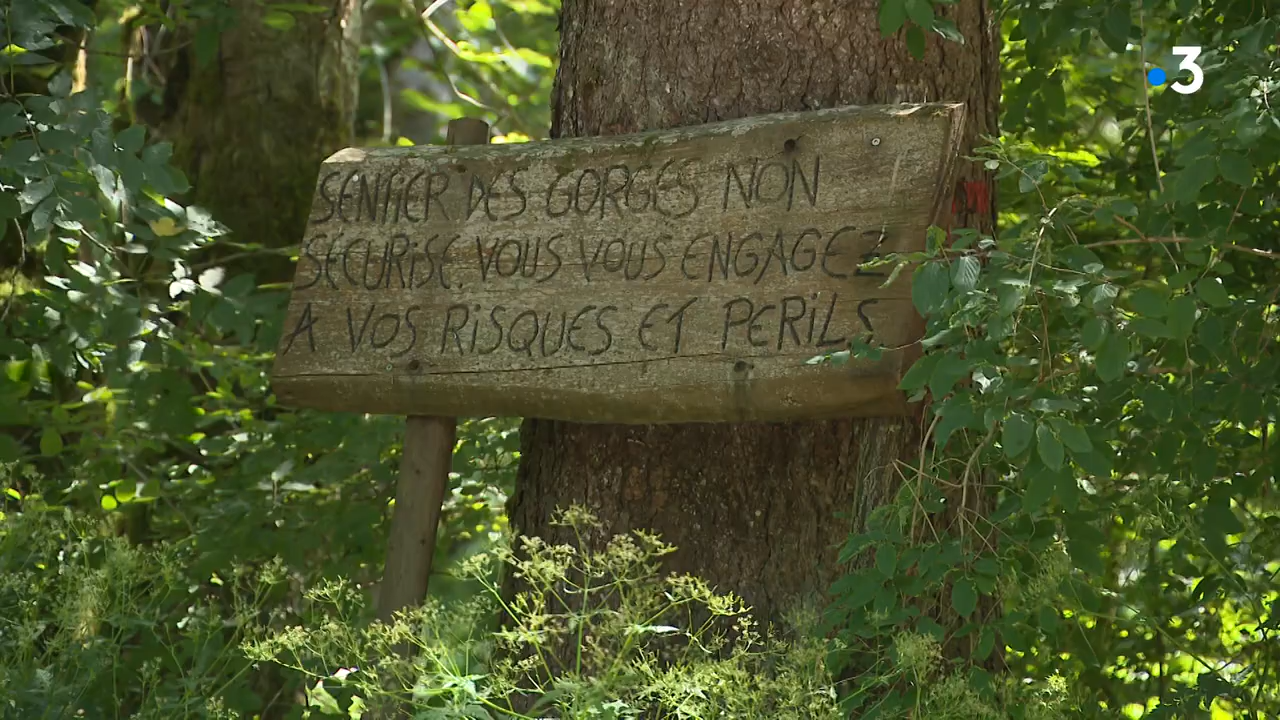 3
SENTIER DES GORGES NON
SÉCURISÉ. VOUS VOUS ENGAGEZ
A VOS RISQUES ET PERILS.